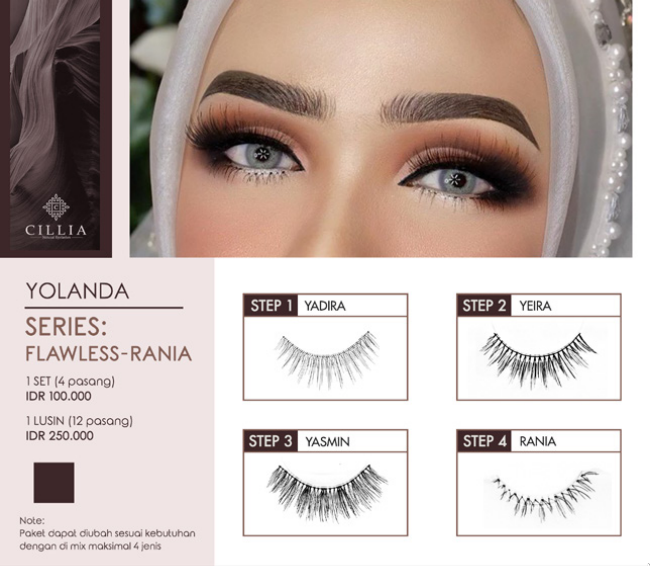 CILLIA
YOLANDA
SERIES:
FLAWLESS-RANIA
1 SET (4 pasang)
IDR 100.000
1 LUSIN (12 pasang)
IDR 250.000
Note:
Paket dapat diubah sesuai kebutuhan
dengan di mix maksimal 4 jenis
STEP 1 YADIRA
STEP 2 YEIRA
STEP 3 YASMIN
STEP 4 RANIA